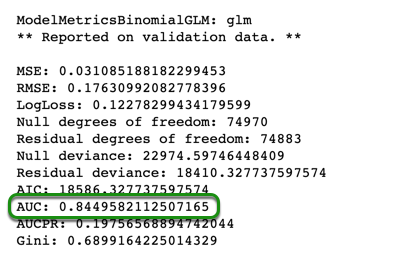 ModelMetricsBinomialGLM: glm
** Reported on validation data. **
MSE: 0.031085188182299453
RMSE: 0.17630992082778396
LogLoss: 0.12278299434179599
Null degrees of freedom: 74970
Residual degrees of freedom: 74883
Null deviance: 22974.59746448409
Residual deviance: 18410.327737597574
AIC: 18586.327737597574
AUC: 0.8449582112507165
AUCPR: 0.19756568894742044
Gini: 0.6899164225014329